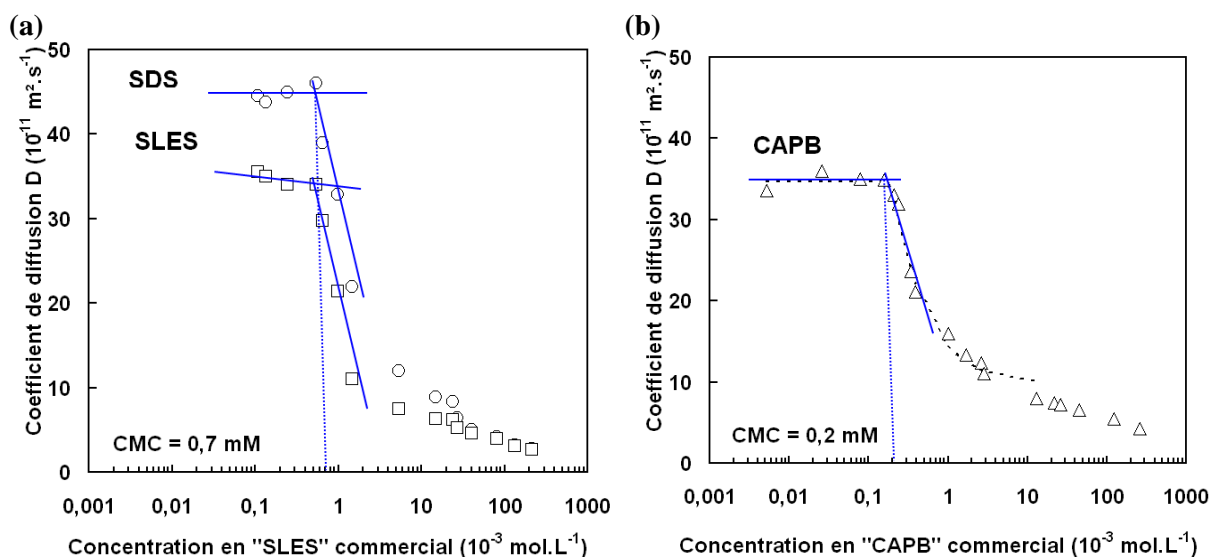 (a)
Coefficient de diffusion D (10⁻¹¹ m².s⁻¹)
50
40
30
20
10
0
SDS
SLES
CMC = 0,7 mM
0,001 0,01 0,1 1 10 100 1000
Concentration en "SLES" commercial (10⁻³ mol.L⁻¹)
(b)
Coefficient de diffusion D (10⁻¹¹ m².s⁻¹)
50
40
30
20
10
0
CAPB
CMC = 0,2 mM
0,001 0,01 0,1 1 10 100 1000
Concentration en "CAPB" commercial (10⁻³ mol.L⁻¹)